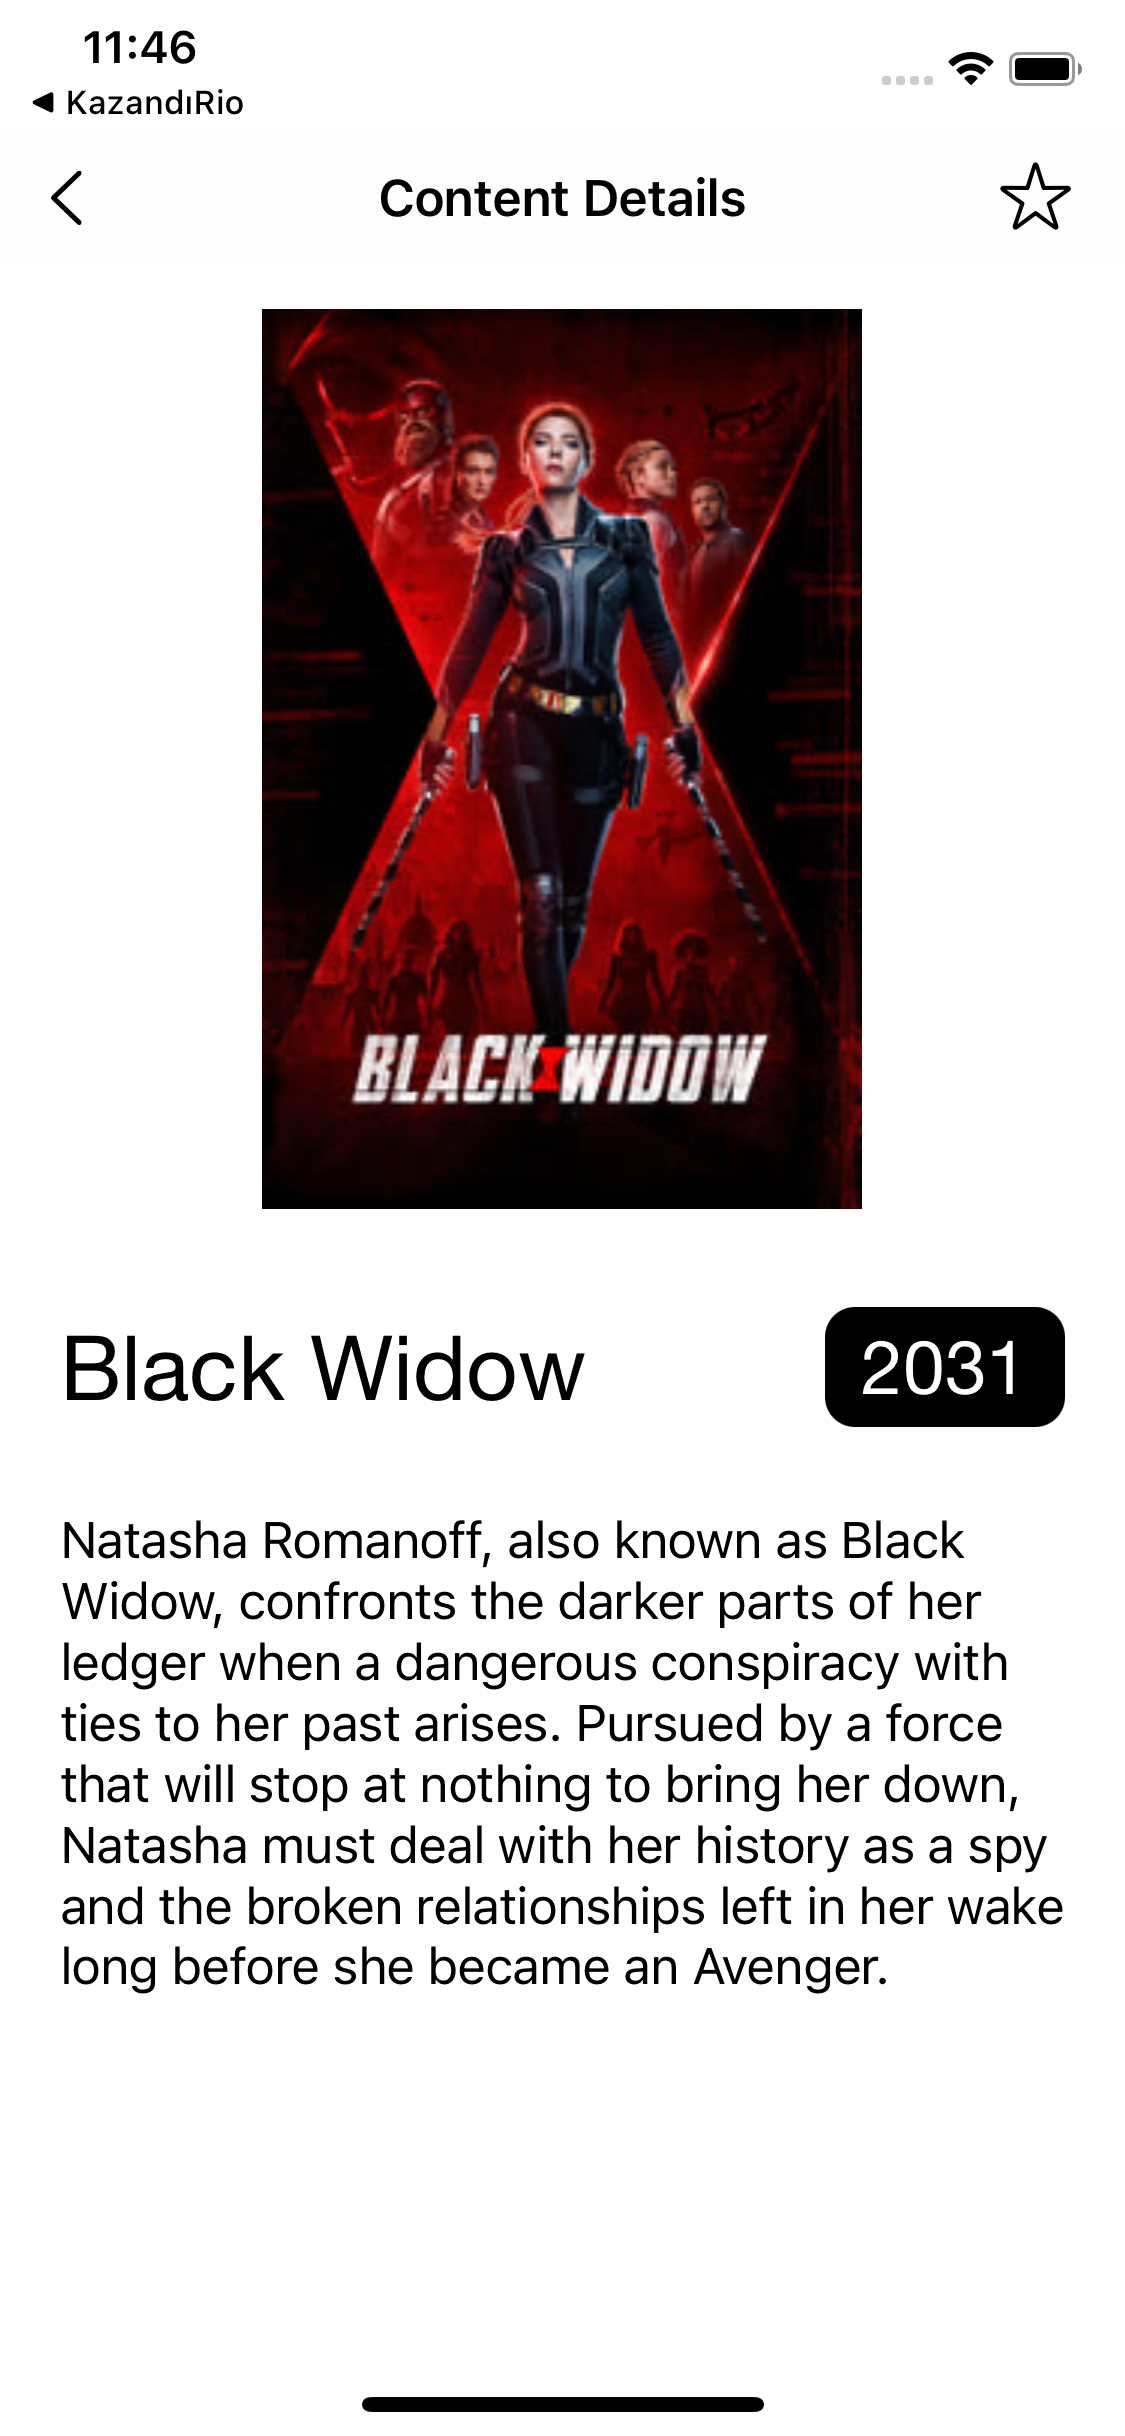 11:46
KazandıRio
Content Details
BLACK WIDOW
Black Widow
2031
Natasha Romanoff, also known as Black
Widow, confronts the darker parts of her
ledger when a dangerous conspiracy with
ties to her past arises. Pursued by a force
that will stop at nothing to bring her down,
Natasha must deal with her history as a spy
and the broken relationships left in her wake
long before she became an Avenger.